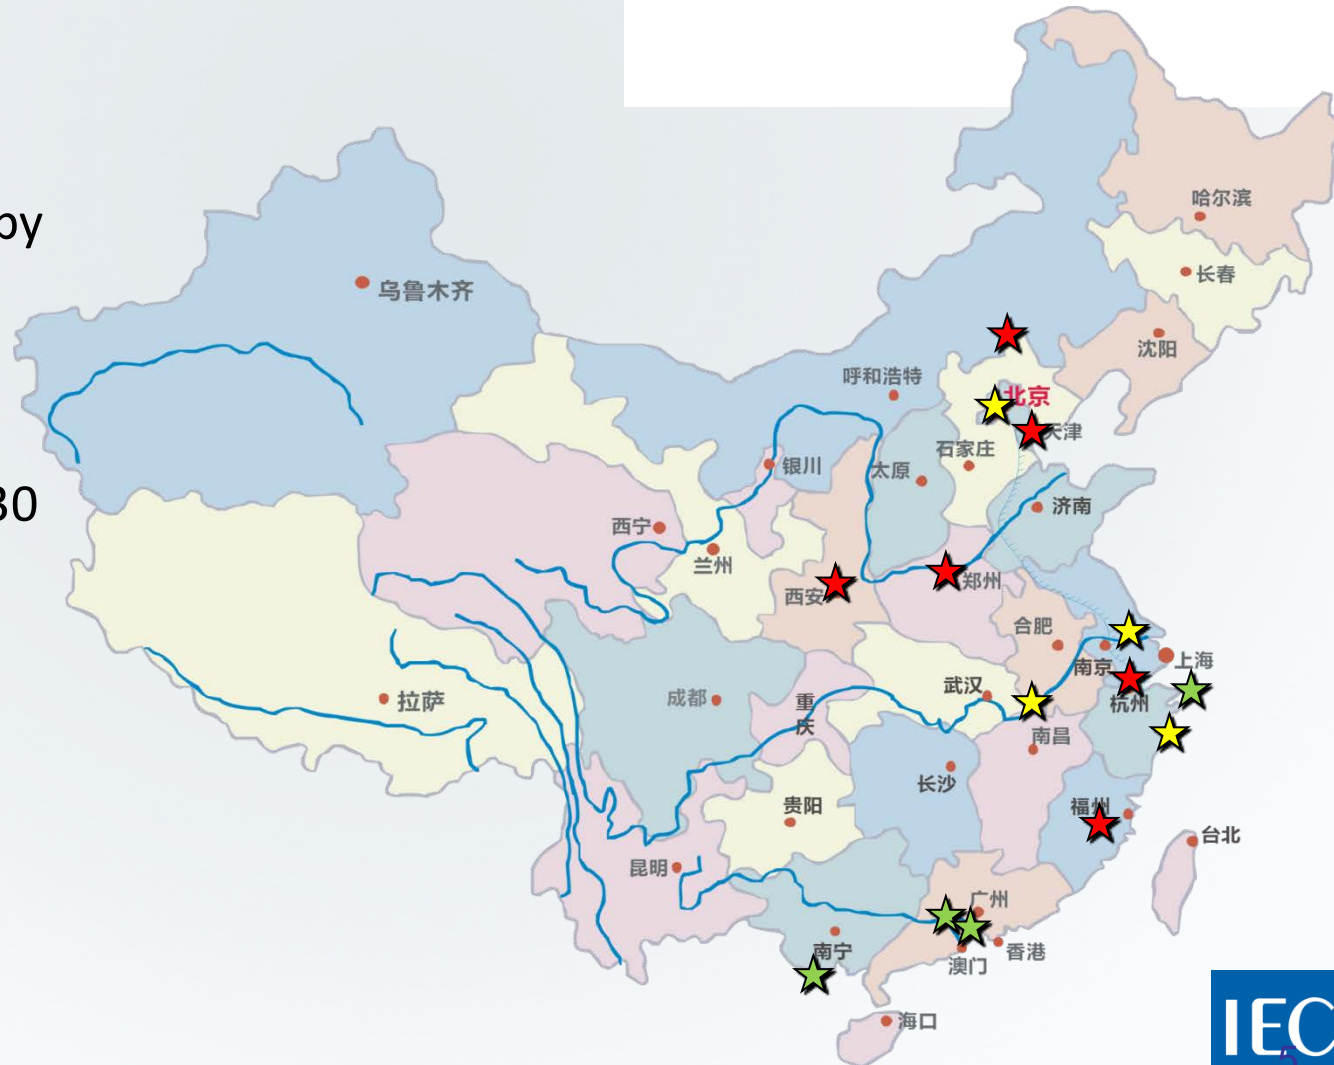 by
30
哈尔滨
长春
沈阳
乌鲁木齐
呼和浩特
北京
天津
石家庄
银川
太原
济南
西宁
兰州
西安
郑州
合肥
南京
上海
拉萨
成都
重
庆
武汉
杭州
南昌
长沙
贵阳
福州
台北
昆明
广州
南宁
香港
澳门
海口
IEC
5